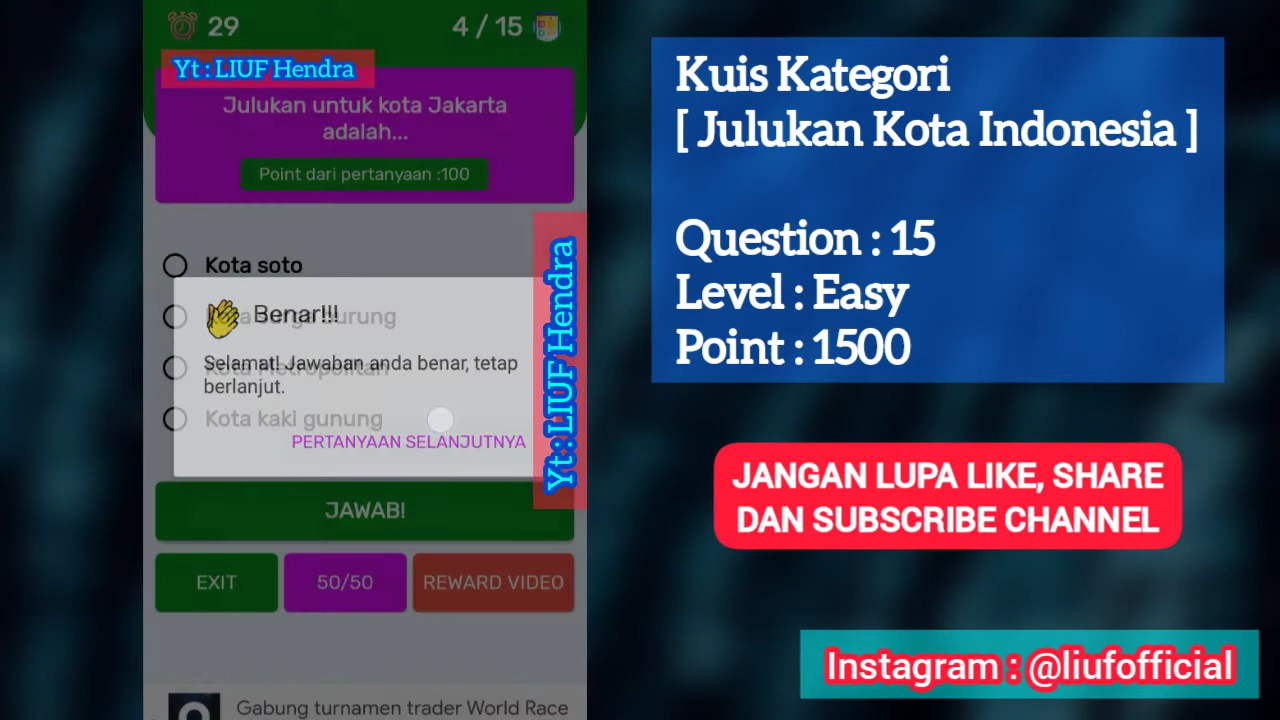 29
4 / 15
Yt : LIUF Hendra
Julukan untuk kota Jakarta
adalah...
Point dari pertanyaan :100
Kota soto
Benar!!!
Selamat! Jawaban anda benar, tetap
berlanjut.
Kota kaki gunung
PERTANYAAN SELANJUTNYA
JAWAB!
EXIT
50/50
REWARD VIDEO
Gabung turnamen trader World Race
Yt : LIUF Hendra
Kuis Kategori
[ Julukan Kota Indonesia ]
Question : 15
Level : Easy
Point : 1500
JANGAN LUPA LIKE, SHARE
DAN SUBSCRIBE CHANNEL
Instagram : @liufofficial